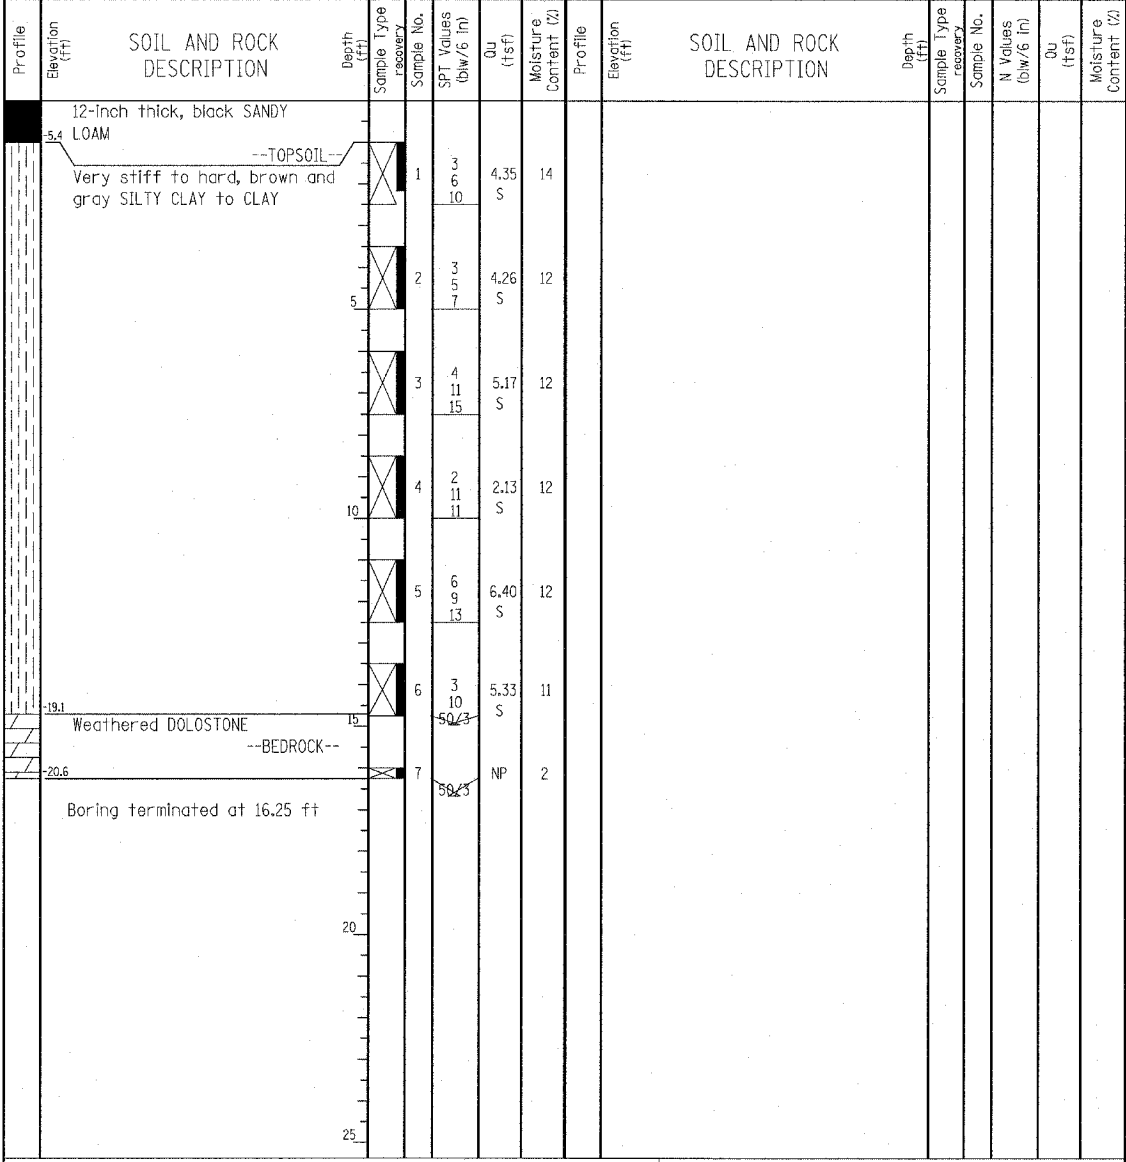 Profile
Elevation
(ft)
SOIL AND ROCK
DESCRIPTION
Depth
(ft)
Sample Type
recovery
Sample No.
SPT Values
(blw/6 in)
Qu
(tsf)
Moisture
Content (%)
Profile
Elevation
(ft)
SOIL AND ROCK
DESCRIPTION
Depth
(ft)
Sample Type
recovery
Sample No.
N Values
(blw/6 in)
Qu
(tsf)
Moisture
Content (%)
12-inch thick, black SANDY
-5.4 LOAM
--TOPSOIL--
Very stiff to hard, brown and
gray SILTY CLAY to CLAY
1
3
6
10
4.35
S
14
2
3
5
7
4.26
S
12
5
3
4
11
15
5.17
S
12
4
2
11
11
2.13
S
12
10
5
6
9
13
6.40
S
12
6
3
10
50/3
5.33
S
11
-19.1
15
Weathered DOLOSTONE
--BEDROCK--
-20.6
7
50/3
NP
2
Boring terminated at 16.25 ft
20
25